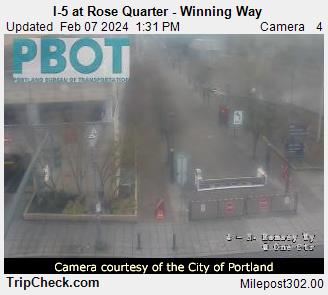 I-5 at Rose Quarter - Winning Way
Updated Feb 07 2024 1:31 PM Camera 4
PBOT
PORTLAND BUREAU OF TRANSPORTATION
Camera courtesy of the City of Portland
TripCheck.com Milepost302.00